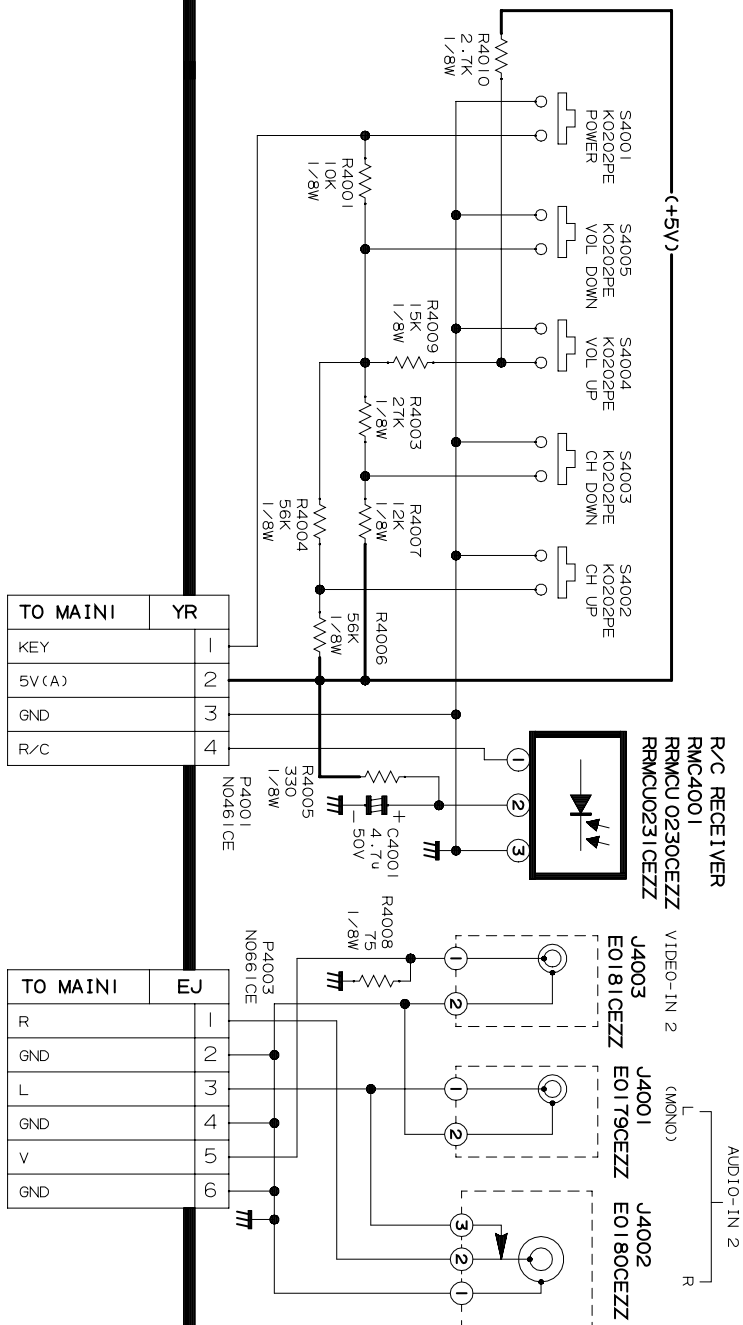 (+5V)
R4010
2.7K
1/8W
S4001
K0202PE
POWER
S4005
K0202PE
VOL DOWN
S4004
K0202PE
VOL UP
S4003
K0202PE
CH DOWN
S4002
K0202PE
CH UP
R4001
10K
1/8W
R4009
15K
1/8W
R4003
27K
1/8W
R4007
12K
1/8W
R4004
56K
1/8W
R4006
56K
1/8W
TO MAIN1 YR
KEY 1
5V(A) 2
GND 3
R/C 4
P4001
N0461CE
R4005
330
1/8W
+
C4001
4.7u
50V
-
R/C RECEIVER
RMC4001
RRMCU 0230CEZZ
RRMCU0231CEZZ
1
2
3
R4008
75
1/8W
P4003
N0661CE
TO MAIN1 EJ
R 1
GND 2
L 3
GND 4
V 5
GND 6
VIDEO-IN 2
J4003
E0181CEZZ
1
2
AUDIO-IN 2
L
(MONO)
J4001
E0179CEZZ
1
2
R
J4002
E0180CEZZ
3
2
1